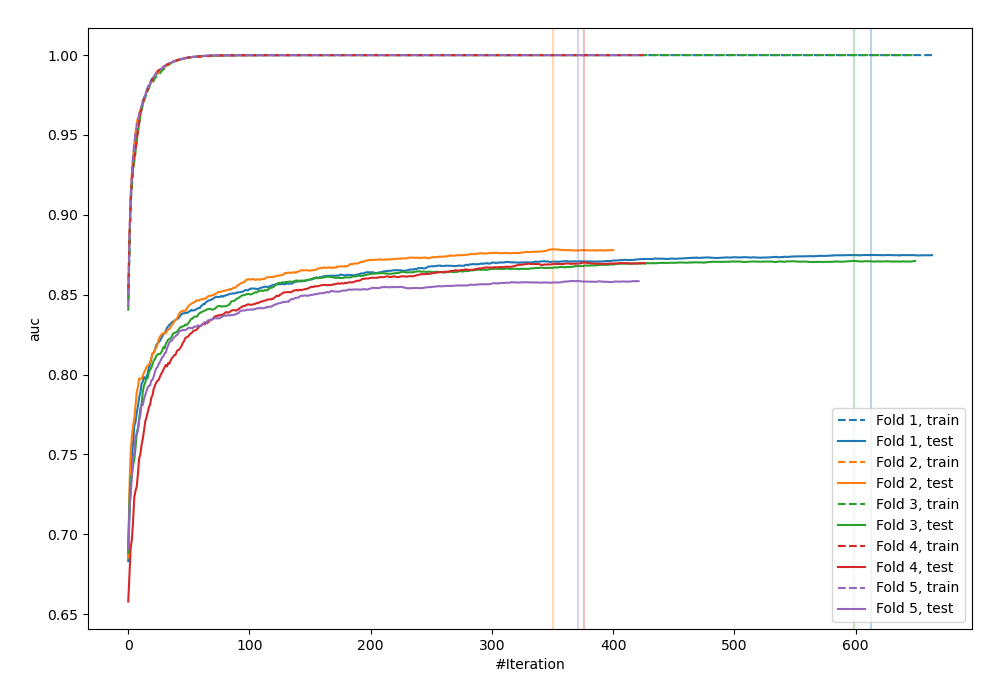 1.00
0.95
0.90
0.85
0.80
0.75
0.70
0.65
auc
0
100
200
300
400
500
600
#Iteration
Fold 1, train
Fold 1, test
Fold 2, train
Fold 2, test
Fold 3, train
Fold 3, test
Fold 4, train
Fold 4, test
Fold 5, train
Fold 5, test